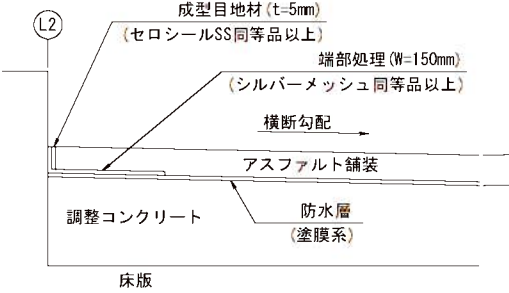 L2
成型目地材(t=5mm)
(セロシールSS同等品以上)
端部処理(W=150mm)
(シルバーメッシュ同等品以上)
横断勾配
アスファルト舗装
調整コンクリート
防水層
(塗膜系)
床版